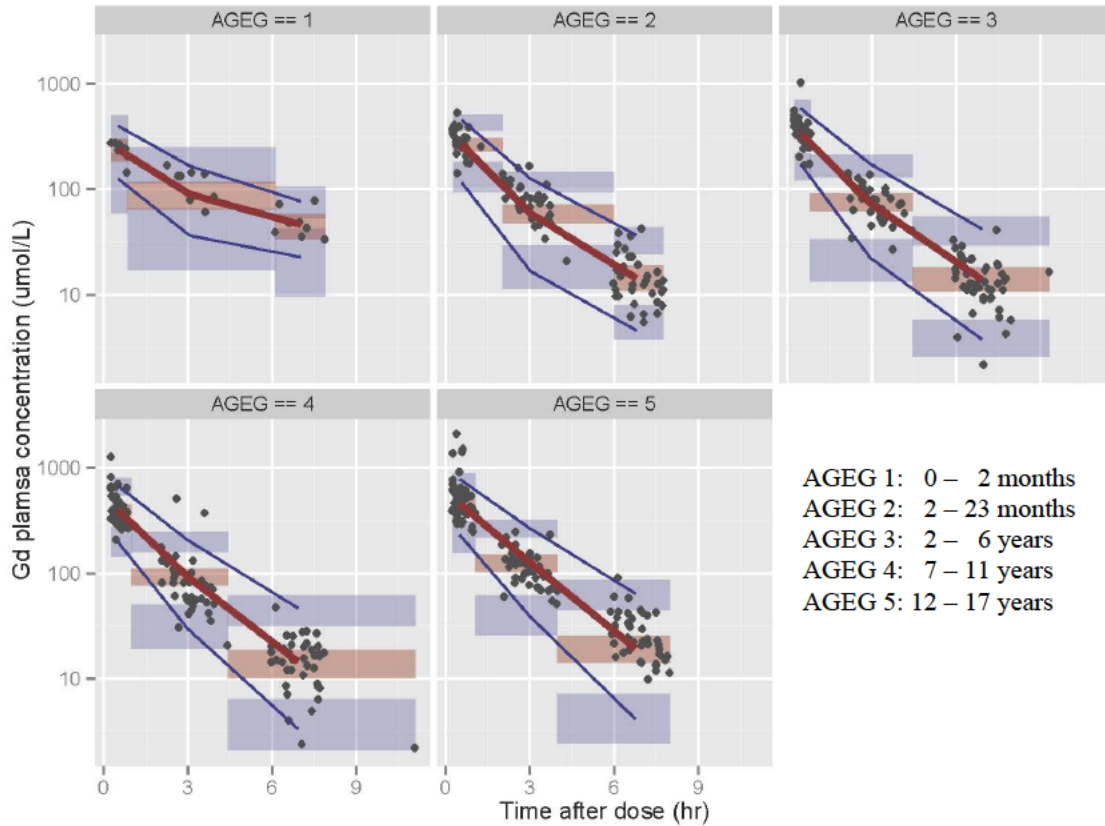 AGEG == 1
AGEG == 2
AGEG == 3
1000
100
10
AGEG == 4
AGEG == 5
1000
100
10
Gd plamsa concentration (umol/L)
AGEG 1: 0 – 2 months
AGEG 2: 2 – 23 months
AGEG 3: 2 – 6 years
AGEG 4: 7 – 11 years
AGEG 5: 12 – 17 years
0 3 6 9 0 3 6 9
Time after dose (hr)